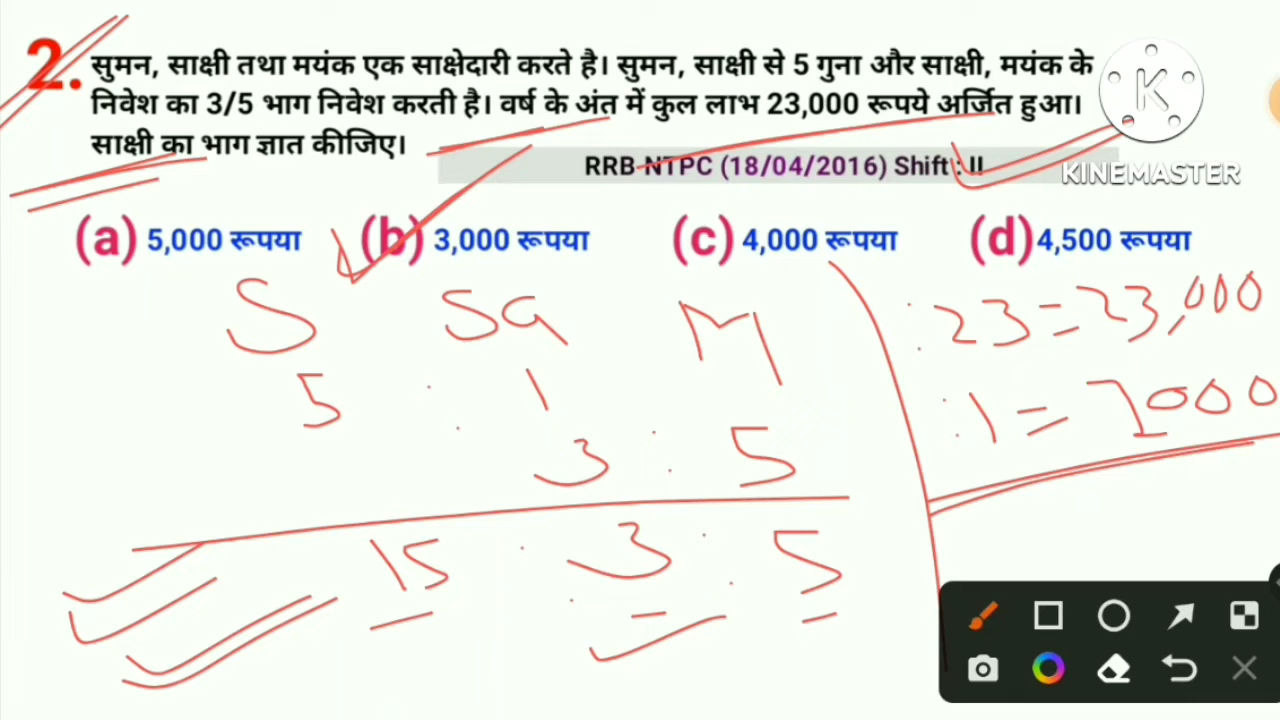 2. सुमन, साक्षी तथा मयंक एक साक्षेदारी करते है। सुमन, साक्षी से 5 गुना और साक्षी, मयंक के
निवेश का 3/5 भाग निवेश करती है। वर्ष के अंत में कुल लाभ 23,000 रूपये अर्जित हुआ।
साक्षी का भाग ज्ञात कीजिए।
RRB NTPC (18/04/2016) Shift : II
K
KINEMASTER
(a) 5,000 रूपया (b) 3,000 रूपया (c) 4,000 रूपया (d) 4,500 रूपया
S Sa M
5 : 1
3 : 5
15 : 3 : 5
:23 = 23,000
:1 = 1000